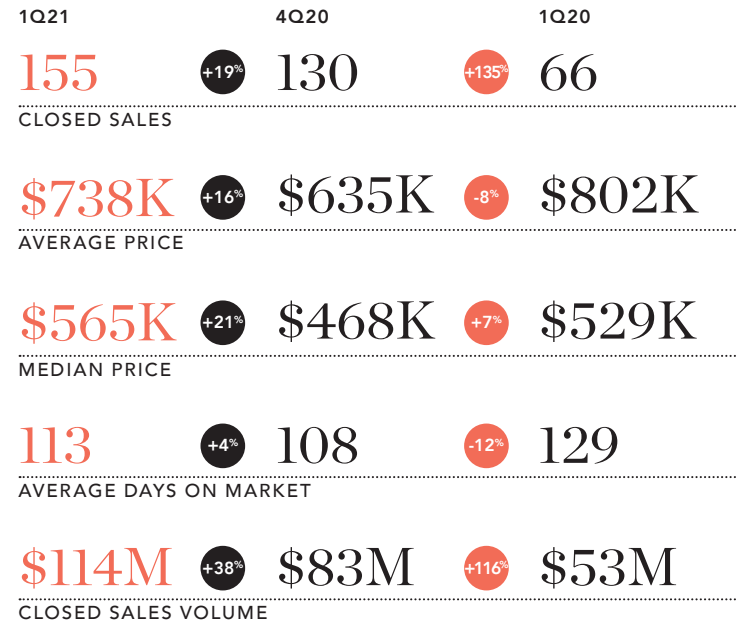 1Q21 4Q20 1Q20
155 +19% 130 +135% 66
CLOSED SALES
$738K +16% $635K -8% $802K
AVERAGE PRICE
$565K +21% $468K +7% $529K
MEDIAN PRICE
113 +4% 108 -12% 129
AVERAGE DAYS ON MARKET
$114M +38% $83M +116% $53M
CLOSED SALES VOLUME